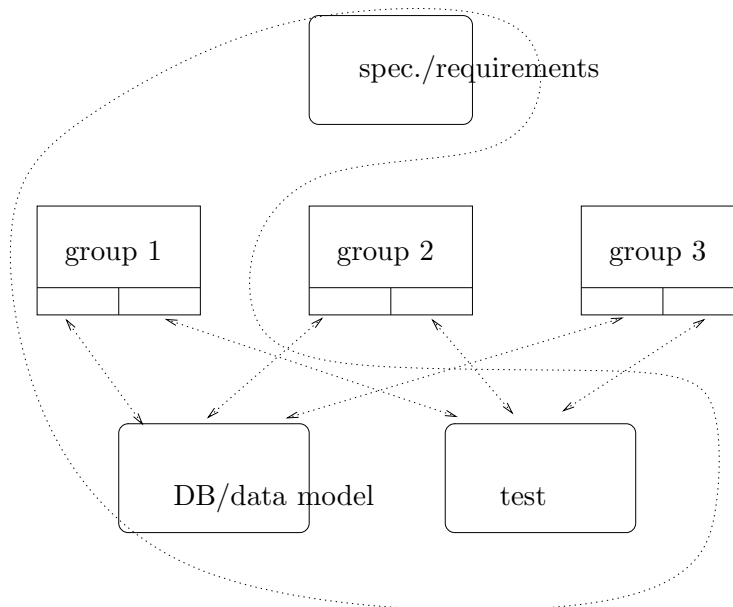 spec./requirements
group 1
group 2
group 3
DB/data model
test